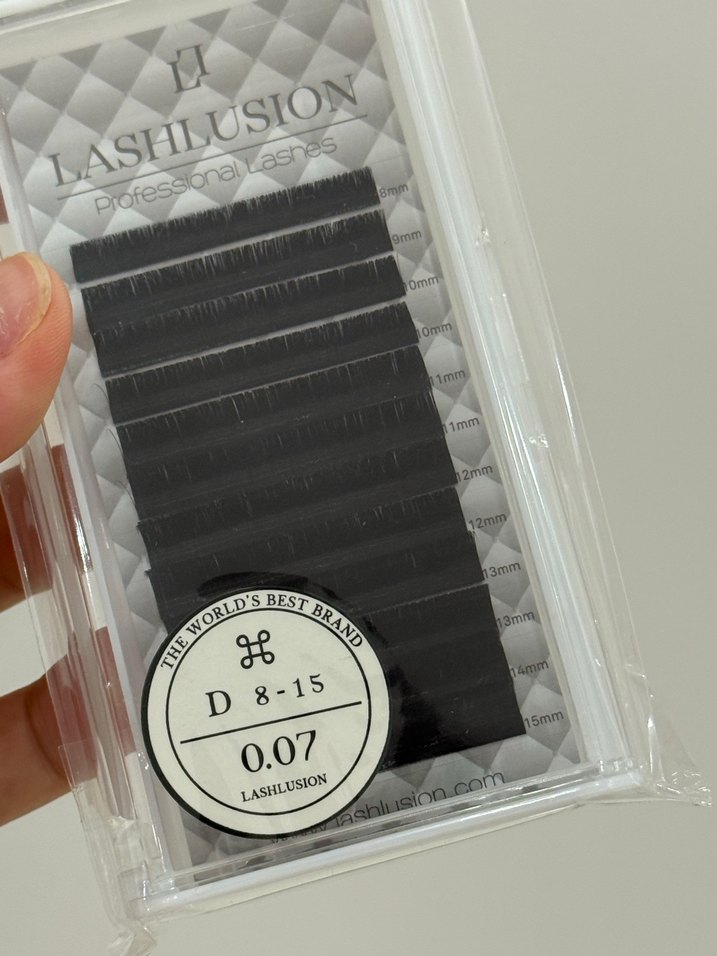 LASHLUSION
Professional Lashes
8mm
9mm
10mm
10mm
11mm
11mm
12mm
12mm
13mm
13mm
14mm
15mm
THE WORLD'S BEST BRAND
D 8-15
0.07
LASHLUSION
www.lashlusion.com